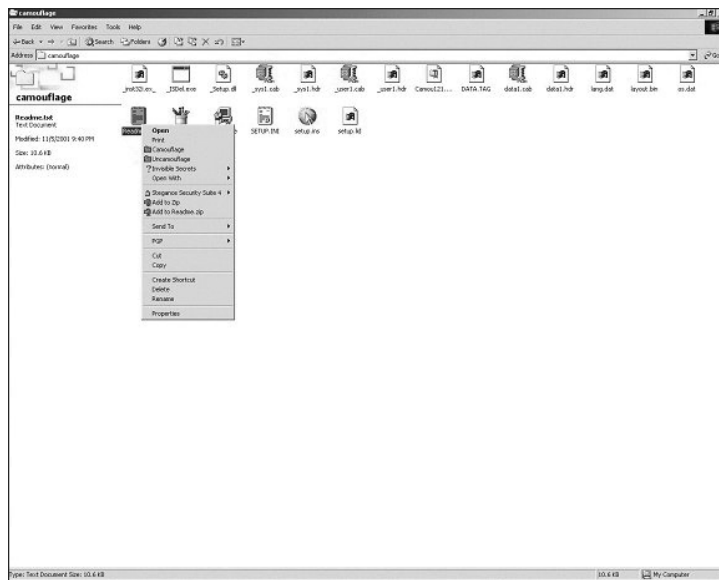 camouflage
File Edit View Favorites Tools Help
Back Search Folders
Address camouflage Go
camouflage
Readme.txt
Text Document
Modified: 11/5/2001 9:40 PM
Size: 10.6 KB
Attributes: (normal)
_inst32i.ex_ _ISDel.exe _Setup.dll _sys1.cab _sys1.hdr _user1.cab _user1.hdr Camou121... DATA.TAG data1.cab data1.hdr lang.dat layout.bin os.dat
SETUP.INI setup.ins setup.lid
Open
Print
Camouflage
Uncamouflage
Invisible Secrets
Open With
Steganos Security Suite 4
Add to Zip
Add to Readme.zip
Send To
PGP
Cut
Copy
Create Shortcut
Delete
Rename
Properties
Type: Text Document Size: 10.6 KB 10.6 KB My Computer